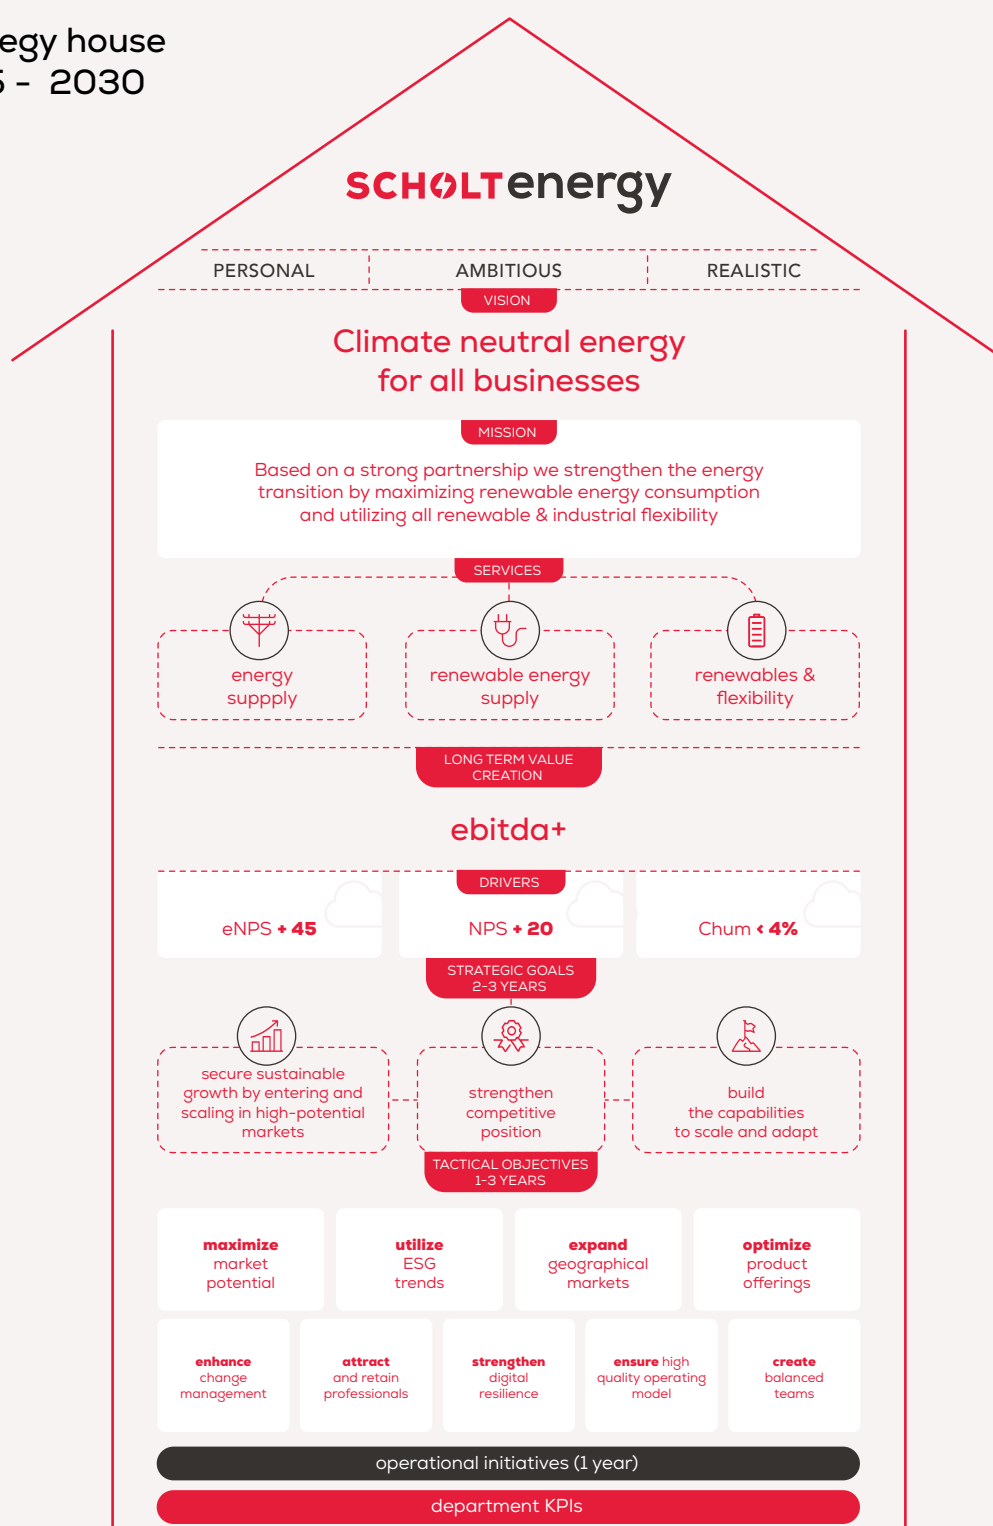 egy house
5 - 2030
SCHOLT energy
PERSONAL AMBITIOUS REALISTIC
VISION
Climate neutral energy
for all businesses
MISSION
Based on a strong partnership we strengthen the energy
transition by maximizing renewable energy consumption
and utilizing all renewable & industrial flexibility
SERVICES
energy
suppply
renewable energy
supply
renewables &
flexibility
LONG TERM VALUE
CREATION
ebitda+
DRIVERS
eNPS + 45
NPS + 20
Chum < 4%
STRATEGIC GOALS
2-3 YEARS
secure sustainable
growth by entering and
scaling in high-potential
markets
strengthen
competitive
position
build
the capabilities
to scale and adapt
TACTICAL OBJECTIVES
1-3 YEARS
maximize
market
potential
utilize
ESG
trends
expand
geographical
markets
optimize
product
offerings
enhance
change
management
attract
and retain
professionals
strengthen
digital
resilience
ensure high
quality operating
model
create
balanced
teams
operational initiatives (1 year)
department KPIs